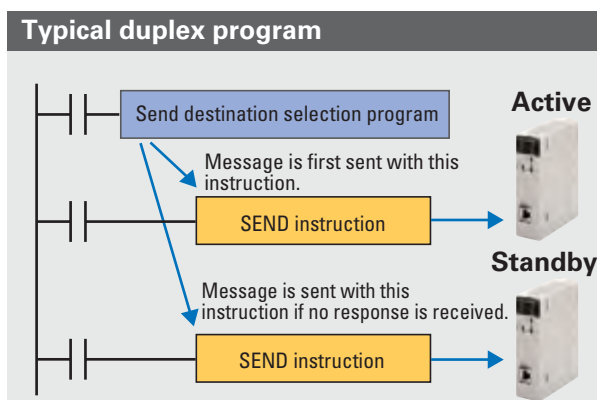 Typical duplex program
Send destination selection program
Active
Message is first sent with this
instruction.
SEND instruction
Standby
Message is sent with this
instruction if no response is received.
SEND instruction